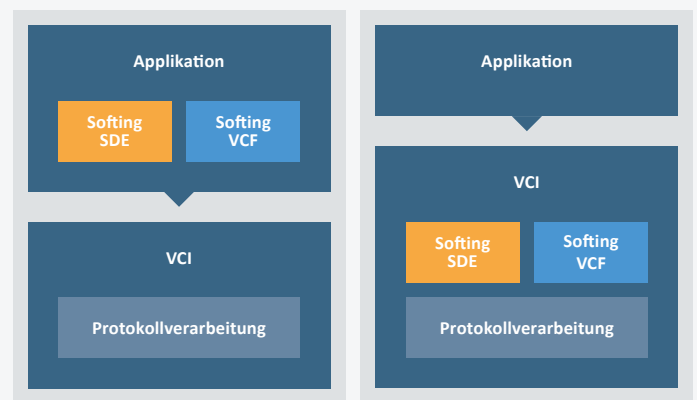 Applikation
Softing
SDE
Softing
VCF
VCI
Protokollverarbeitung
Applikation
VCI
Softing
SDE
Softing
VCF
Protokollverarbeitung